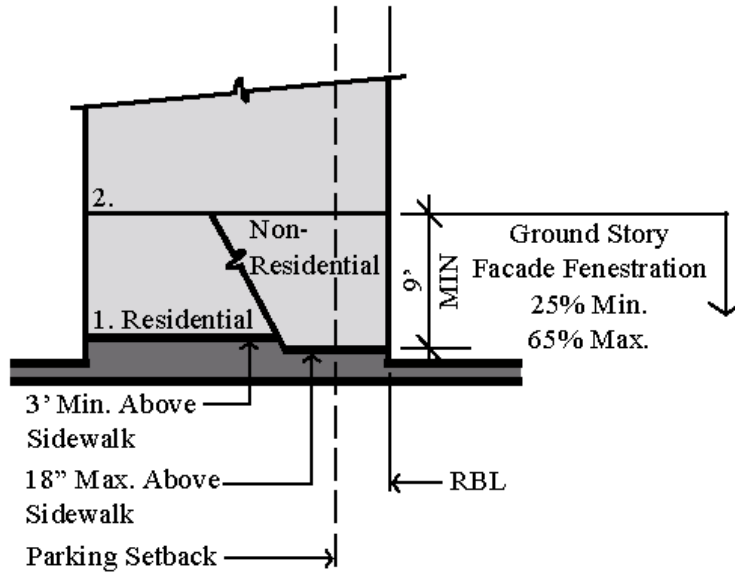 2.
Non-
Residential
1. Residential
9’
MIN
Ground Story
Facade Fenestration
25% Min.
65% Max.
3’ Min. Above
Sidewalk
18” Max. Above
Sidewalk
RBL
Parking Setback